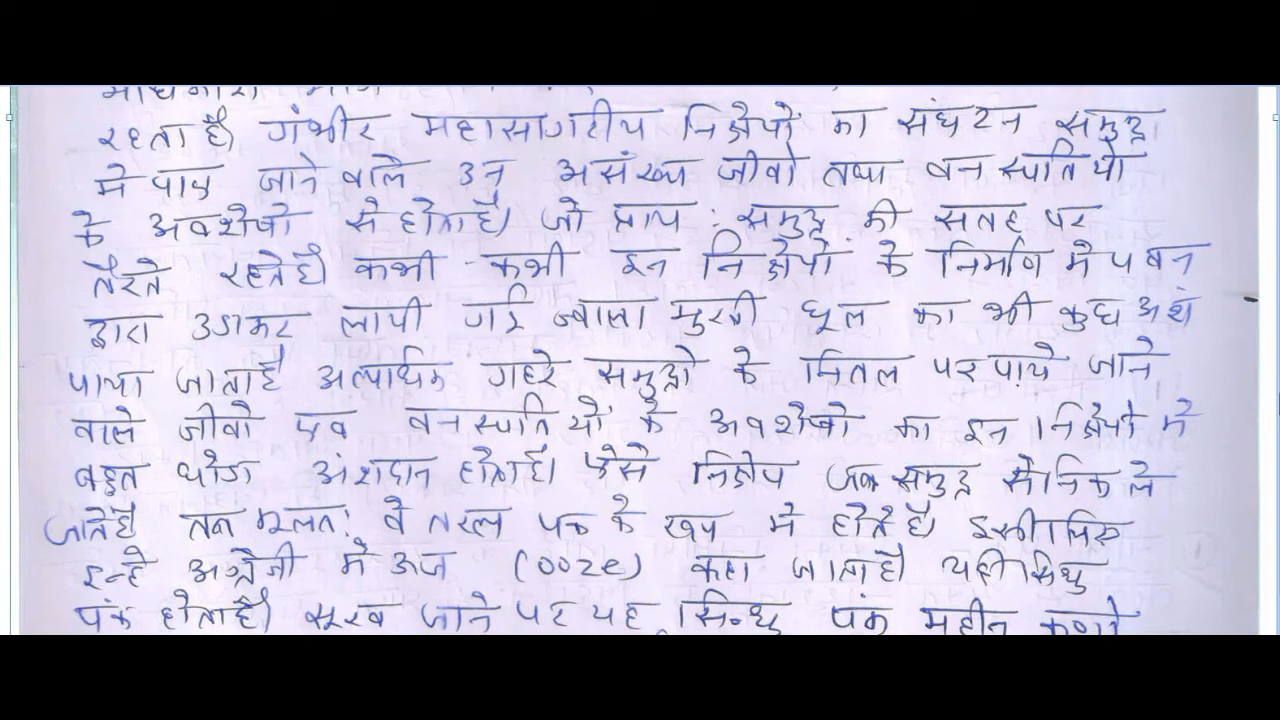 रहता है। गंभीर महासागरीय निक्षेपो का संघटन समुद्र
मे पाए जाने वाले उन असंख्य जीवो तथा वनस्पतियो
के अवशेषो से होता है। जो प्राय: समुद्र की सतह पर
तैरते रहते है। कभी कभी इन निक्षेपो के निर्माण मे पवन
द्वारा उडाकर लायी गई ज्वालामुखी धूल का भी कुछ अंश
पाया जाता है अत्याधिक गहरे समुद्रो के नितल पर पाये जाने
वाले जीवो एवं वनस्पतियो के अवशेषो का इन निक्षेपो मे
बहुत थोडा अंशदान होता है। ऐसे निक्षेप जब समुद्र से निकाले
जाते है तब मूलत: वे तरल पंक के रूप मे होते है। इसीलिए
इन्हे अंग्रेजी मे ऊज (ooze) कहा जाता है। यही सिंधु
पंक होता है। सूख जाने पर यह सिन्धु पंक महीन कणो